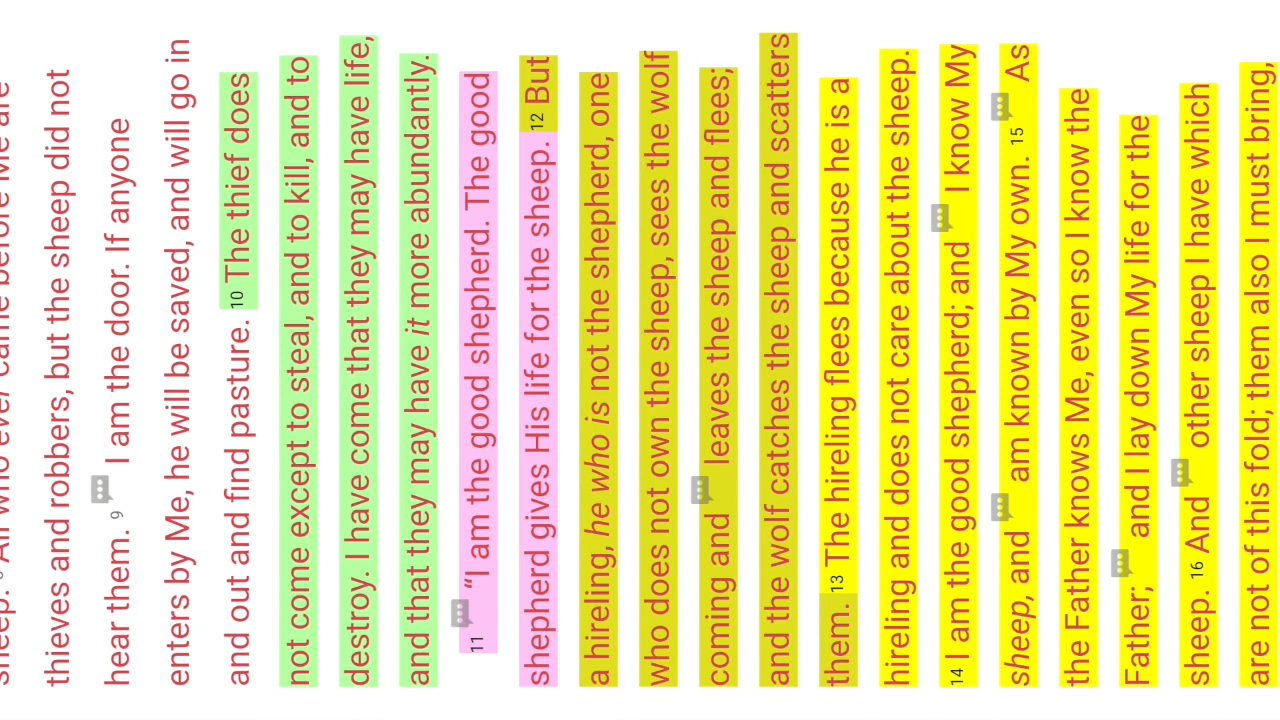 sheep. 8 All who ever came before Me are
thieves and robbers, but the sheep did not
hear them. 9 I am the door. If anyone
enters by Me, he will be saved, and will go in
and out and find pasture. 10 The thief does
not come except to steal, and to kill, and to
destroy. I have come that they may have life,
and that they may have it more abundantly.
11 “I am the good shepherd. The good
shepherd gives His life for the sheep. 12 But
a hireling, he who is not the shepherd, one
who does not own the sheep, sees the wolf
coming and leaves the sheep and flees;
and the wolf catches the sheep and scatters
them. 13 The hireling flees because he is a
hireling and does not care about the sheep.
14 I am the good shepherd; and I know My
sheep, and am known by My own. 15 As
the Father knows Me, even so I know the
Father; and I lay down My life for the
sheep. 16 And other sheep I have which
are not of this fold; them also I must bring,